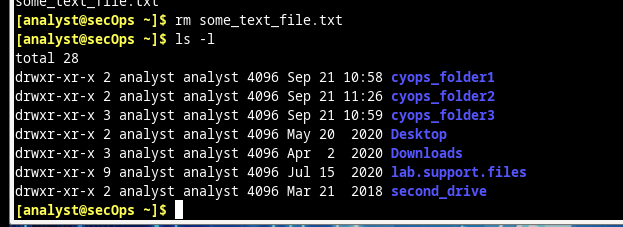 some_text_file.txt
[analyst@secOps ~]$ rm some_text_file.txt
[analyst@secOps ~]$ ls -l
total 28
drwxr-xr-x 2 analyst analyst 4096 Sep 21 10:58 cyops_folder1
drwxr-xr-x 2 analyst analyst 4096 Sep 21 11:26 cyops_folder2
drwxr-xr-x 3 analyst analyst 4096 Sep 21 10:59 cyops_folder3
drwxr-xr-x 2 analyst analyst 4096 May 20  2020 Desktop
drwxr-xr-x 3 analyst analyst 4096 Apr  2  2020 Downloads
drwxr-xr-x 9 analyst analyst 4096 Jul 15  2020 lab.support.files
drwxr-xr-x 2 analyst analyst 4096 Mar 21  2018 second_drive
[analyst@secOps ~]$